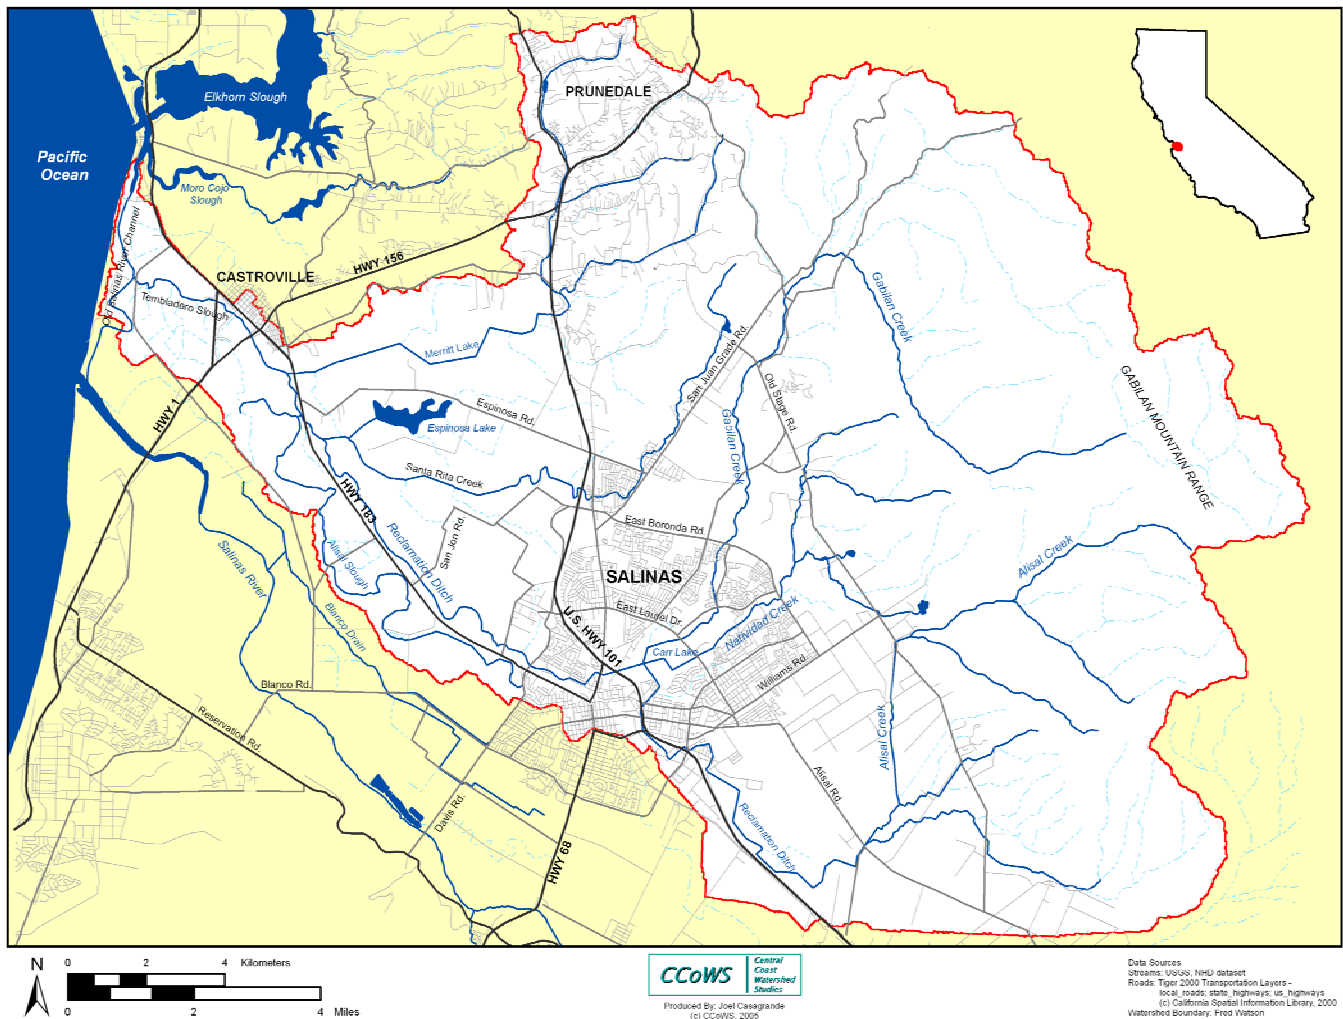 PRUNEDALE
Elkhorn Slough
Pacific
Ocean
Moro Cojo
Slough
Old Salinas River Channel
CASTROVILLE
HWY 156
Tembladero Slough
Merritt Lake
Gabilan Creek
San Juan Grade Rd.
GABILAN MOUNTAIN RANGE
Old Stage Rd.
HWY 1
Espinosa Rd.
Espinosa Lake
Gabilan Creek
Santa Rita Creek
HWY 183
East Boronda Rd
San Jon Rd.
Reclamation Ditch
Alisal Slough
Salinas River
SALINAS
Alisal Creek
Blanco Drain
U.S. HWY 101
East Laurel Dr.
Natividad Creek
Carr Lake
Williams Rd.
Blanco Rd.
Reservation Rd.
Alisal Creek
Alisal Rd.
Davis Rd.
Reclamation Ditch
HWY 68
N
0 2 4 Kilometers
0 2 4 Miles
CCoWS
Central
Coast
Watershed
Studies
Produced By: Joel Casagrande
(c) CCoWS, 2005
Data Sources
Streams: USGS, NHD dataset
Roads: Tiger 2000 Transportation Layers -
local_roads; state_highways; us_highways
(c) California Spatial Information Library, 2000
Watershed Boundary: Fred Watson